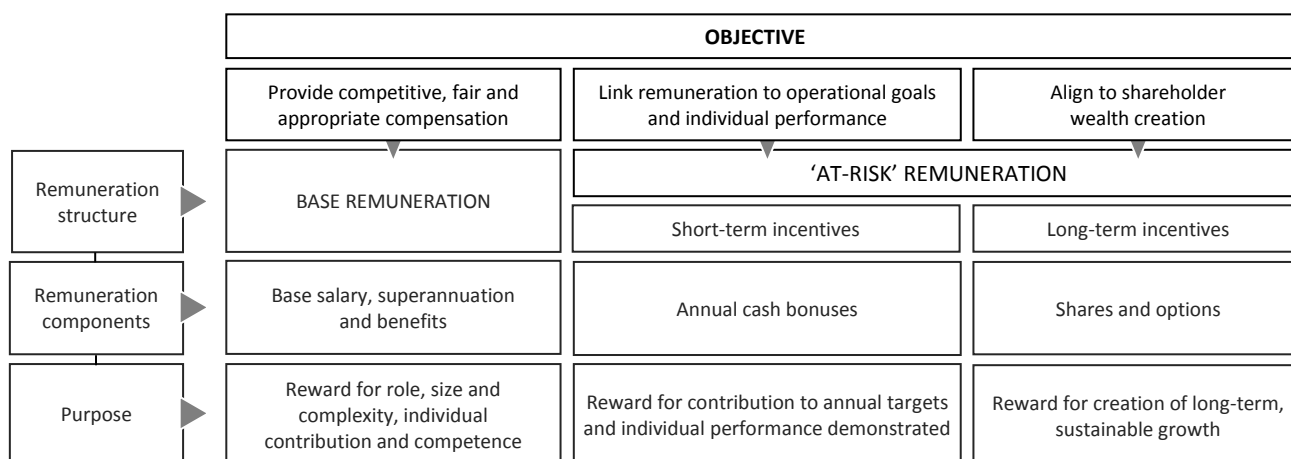 OBJECTIVE
Provide competitive, fair and
appropriate compensation
Link remuneration to operational goals
and individual performance
Align to shareholder
wealth creation
Remuneration
structure
BASE REMUNERATION
‘AT-RISK’ REMUNERATION
Short-term incentives
Long-term incentives
Remuneration
components
Base salary, superannuation
and benefits
Annual cash bonuses
Shares and options
Purpose
Reward for role, size and
complexity, individual
contribution and competence
Reward for contribution to annual targets
and individual performance demonstrated
Reward for creation of long-term,
sustainable growth